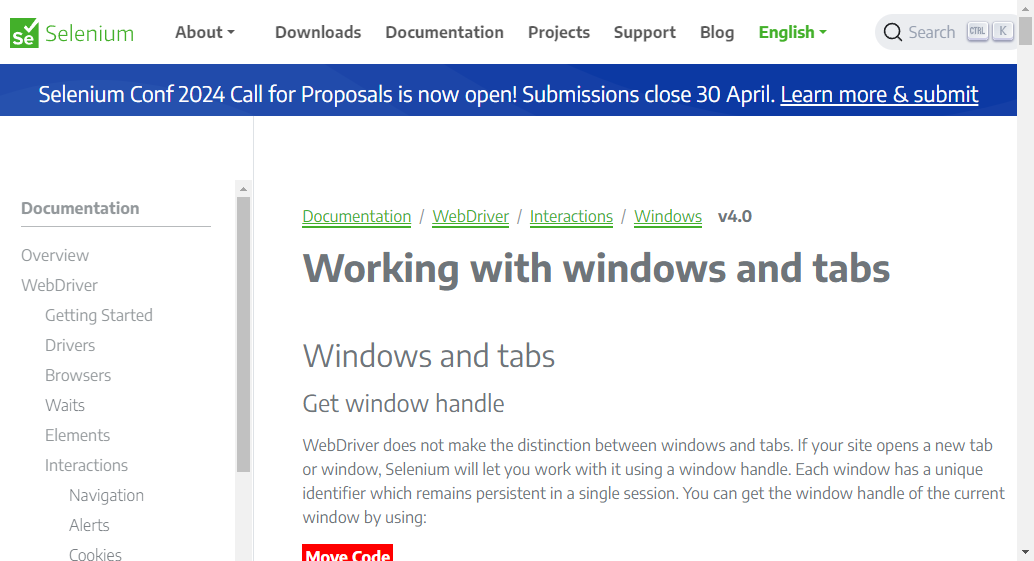 Se Selenium About Downloads Documentation Projects Support Blog English Search CTRL K
Selenium Conf 2024 Call for Proposals is now open! Submissions close 30 April. Learn more & submit
Documentation
Overview
WebDriver
Getting Started
Drivers
Browsers
Waits
Elements
Interactions
Navigation
Alerts
Cookies
Documentation / WebDriver / Interactions / Windows v4.0
Working with windows and tabs
Windows and tabs
Get window handle
WebDriver does not make the distinction between windows and tabs. If your site opens a new tab
or window, Selenium will let you work with it using a window handle. Each window has a unique
identifier which remains persistent in a single session. You can get the window handle of the current
window by using:
Move Code